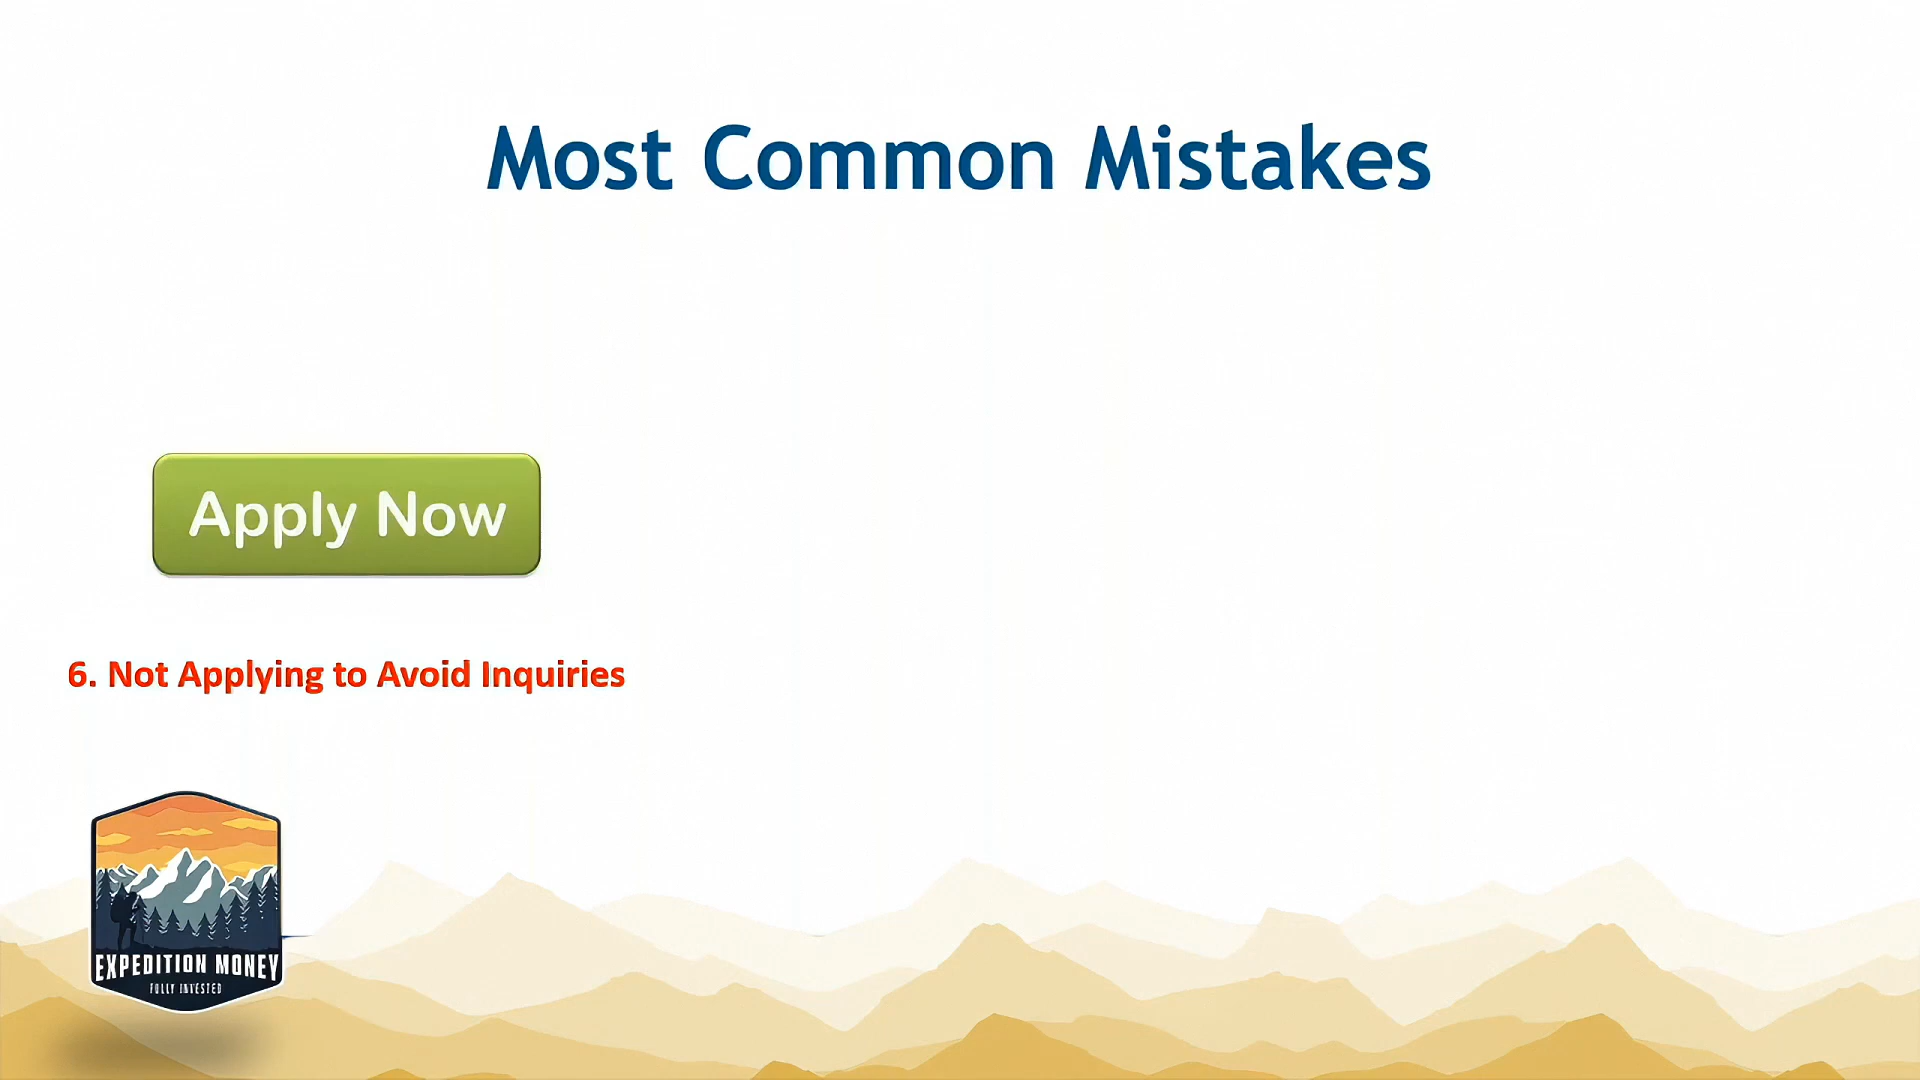 Most Common Mistakes
Apply Now
6. Not Applying to Avoid Inquiries
EXPEDITION MONEY
FULLY INVESTED